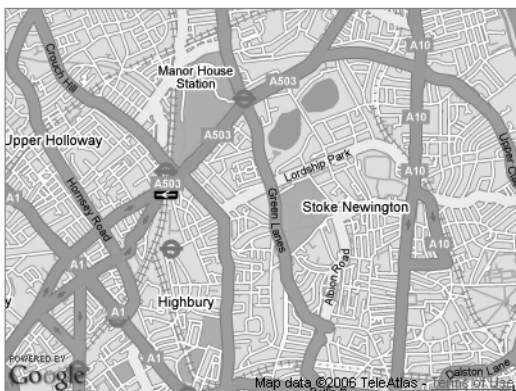 A10
A503
Crouch Hill
Manor House
Station
A503
A10
Upper Holloway
Lordship Park
A503
A10
A1
Hornsey Road
Green Lanes
Stoke Newington
A10
A1
Albion Road
A1
Highbury
POWERED BY
Google
Dalston Lane
Map data ©2006 TeleAtlas - Terms of Use